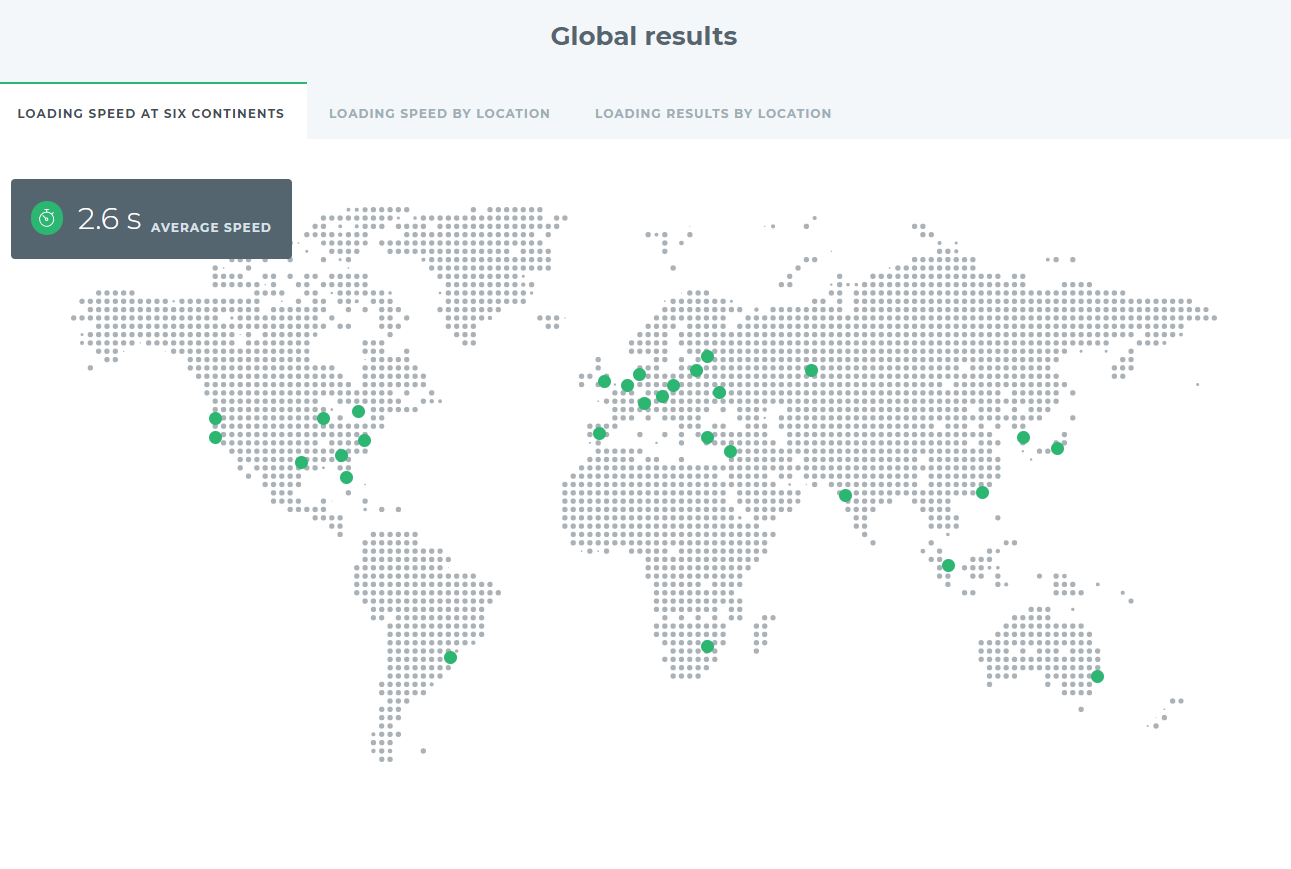 Global results
LOADING SPEED AT SIX CONTINENTS
LOADING SPEED BY LOCATION
LOADING RESULTS BY LOCATION
2.6 s AVERAGE SPEED